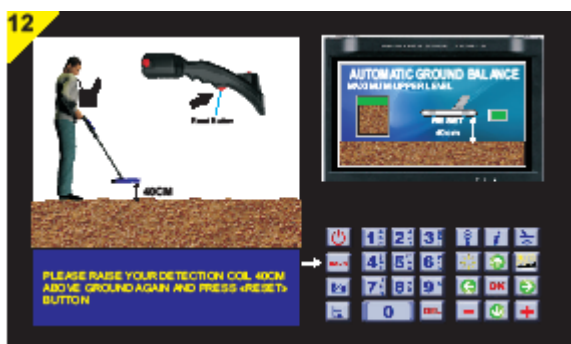 12
40CM
PLEASE RAISE YOUR DETECTION COIL 40CM
ABOVE GROUND AGAIN AND PRESS <RESET>
BUTTON
AUTOMATIC GROUND BALANCE
MAXIMUM UPPER LEVEL
RESET
40cm
1 2 3
4 5 6
7 8 9
0 DEL
i
OK